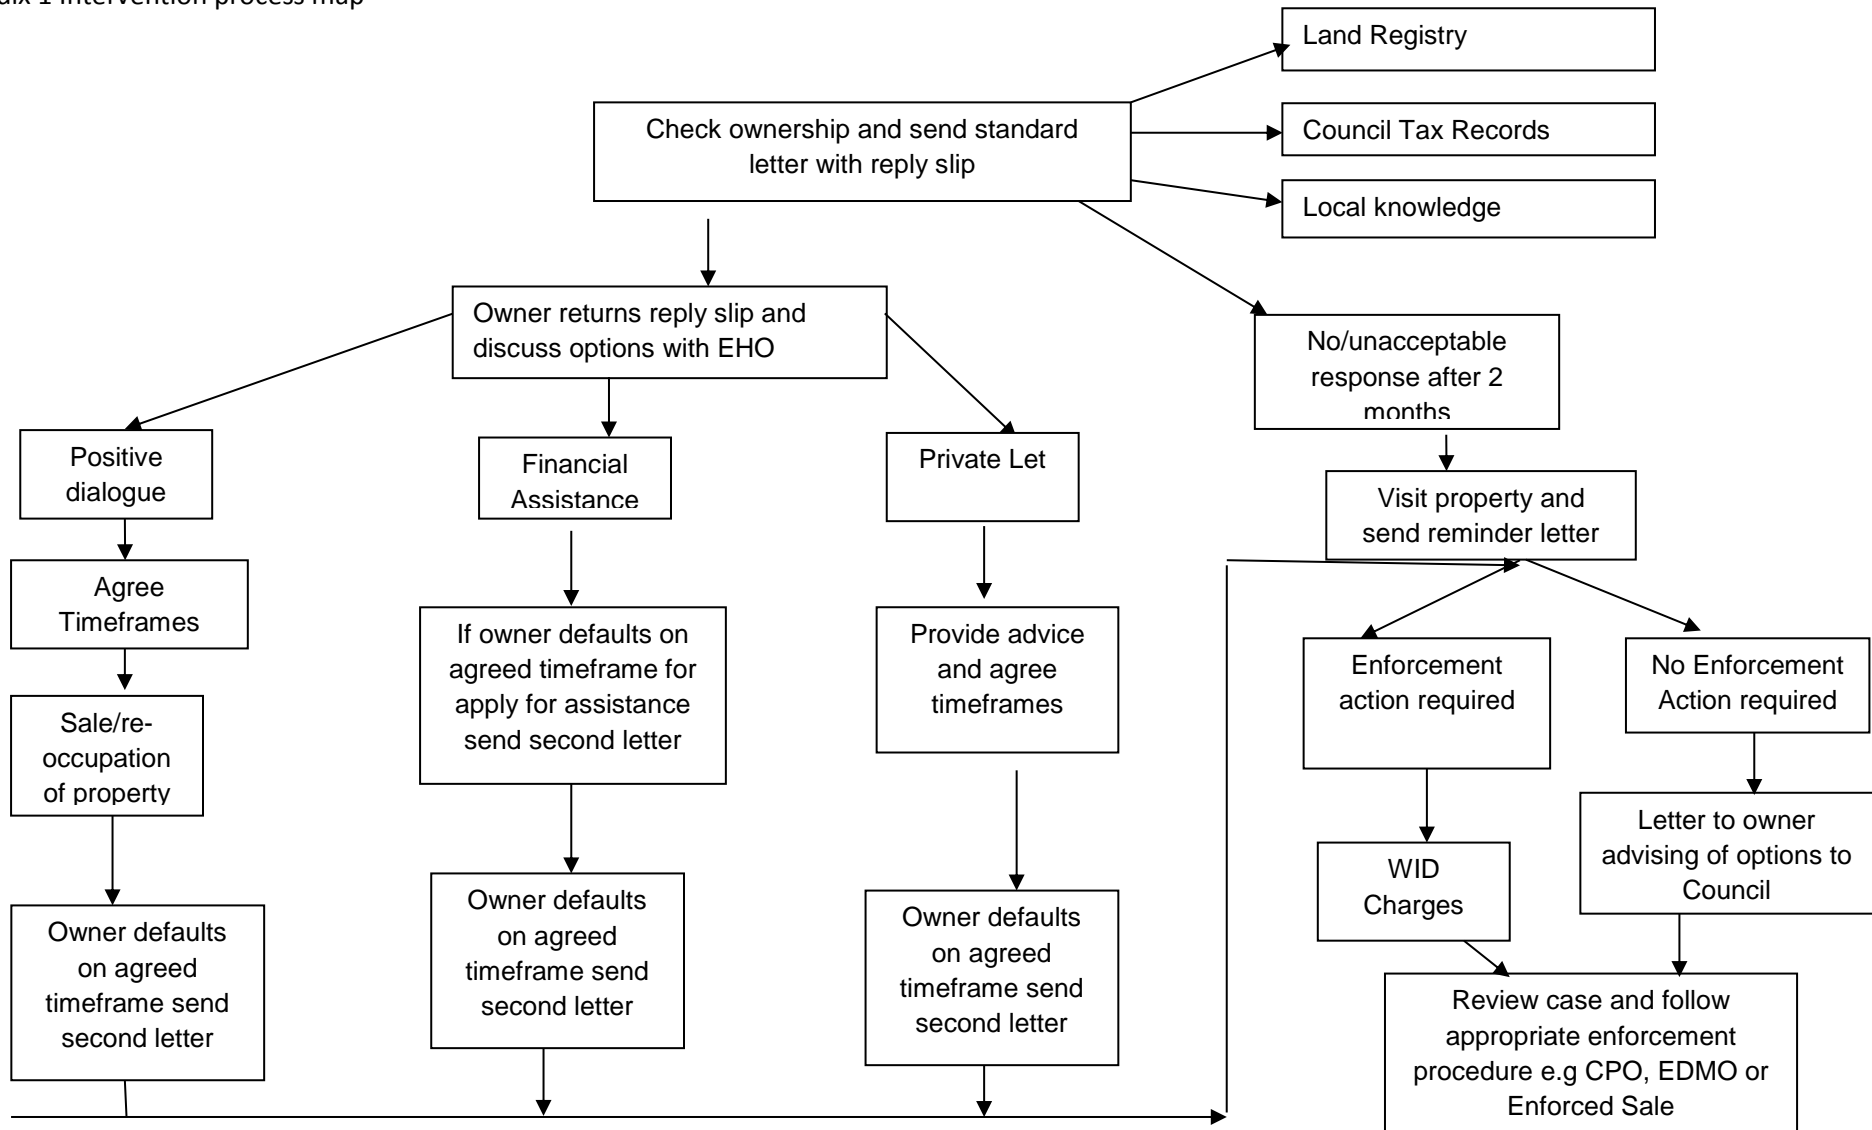 Intervention process map
Land Registry
Check ownership and send standard
letter with reply slip
Council Tax Records
Local knowledge
Owner returns reply slip and
discuss options with EHO
No/unacceptable
response after 2
months
Positive
dialogue
Financial
Assistance
Private Let
Visit property and
send reminder letter
Agree
Timeframes
If owner defaults on
agreed timeframe for
apply for assistance
send second letter
Provide advice
and agree
timeframes
Enforcement
action required
No Enforcement
Action required
Sale/re-
occupation
of property
WID
Charges
Letter to owner
advising of options to
Council
Owner defaults
on agreed
timeframe send
second letter
Owner defaults
on agreed
timeframe send
second letter
Owner defaults
on agreed
timeframe send
second letter
Review case and follow
appropriate enforcement
procedure e.g CPO, EDMO or
Enforced Sale